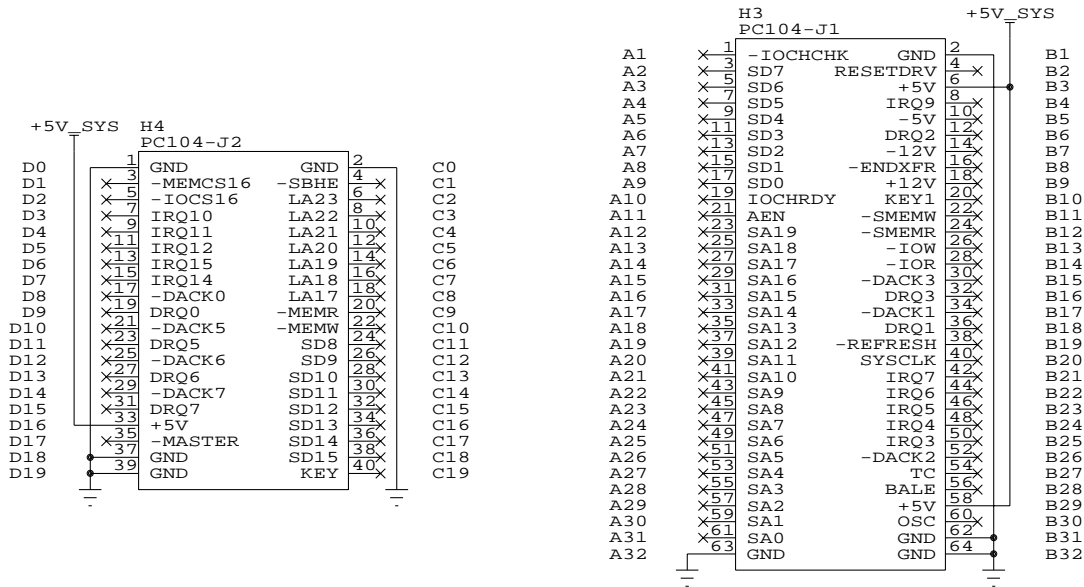 +5V_SYS H4
PC104-J2
D0 1 GND GND 2 C0
D1 3 -MEMCS16 -SBHE 4 C1
D2 5 -IOCS16 LA23 6 C2
D3 7 IRQ10 LA22 8 C3
D4 9 IRQ11 LA21 10 C4
D5 11 IRQ12 LA20 12 C5
D6 13 IRQ15 LA19 14 C6
D7 15 IRQ14 LA18 16 C7
D8 17 -DACK0 LA17 18 C8
D9 19 DRQ0 -MEMR 20 C9
D10 21 -DACK5 -MEMW 22 C10
D11 23 DRQ5 SD8 24 C11
D12 25 -DACK6 SD9 26 C12
D13 27 DRQ6 SD10 28 C13
D14 29 -DACK7 SD11 30 C14
D15 31 DRQ7 SD12 32 C15
D16 33 +5V SD13 34 C16
D17 35 -MASTER SD14 36 C17
D18 37 GND SD15 38 C18
D19 39 GND KEY 40 C19
H3 +5V_SYS
PC104-J1
A1 1 -IOCHCHK GND 2 B1
A2 3 SD7 RESETDRV 4 B2
A3 5 SD6 +5V 6 B3
A4 7 SD5 IRQ9 8 B4
A5 9 SD4 -5V 10 B5
A6 11 SD3 DRQ2 12 B6
A7 13 SD2 -12V 14 B7
A8 15 SD1 -ENDXFR 16 B8
A9 17 SD0 +12V 18 B9
A10 19 IOCHRDY KEY1 20 B10
A11 21 AEN -SMEMW 22 B11
A12 23 SA19 -SMEMR 24 B12
A13 25 SA18 -IOW 26 B13
A14 27 SA17 -IOR 28 B14
A15 29 SA16 -DACK3 30 B15
A16 31 SA15 DRQ3 32 B16
A17 33 SA14 -DACK1 34 B17
A18 35 SA13 DRQ1 36 B18
A19 37 SA12 -REFRESH 38 B19
A20 39 SA11 SYSCLK 40 B20
A21 41 SA10 IRQ7 42 B21
A22 43 SA9 IRQ6 44 B22
A23 45 SA8 IRQ5 46 B23
A24 47 SA7 IRQ4 48 B24
A25 49 SA6 IRQ3 50 B25
A26 51 SA5 -DACK2 52 B26
A27 53 SA4 TC 54 B27
A28 55 SA3 BALE 56 B28
A29 57 SA2 +5V 58 B29
A30 59 SA1 OSC 60 B30
A31 61 SA0 GND 62 B31
A32 63 GND GND 64 B32